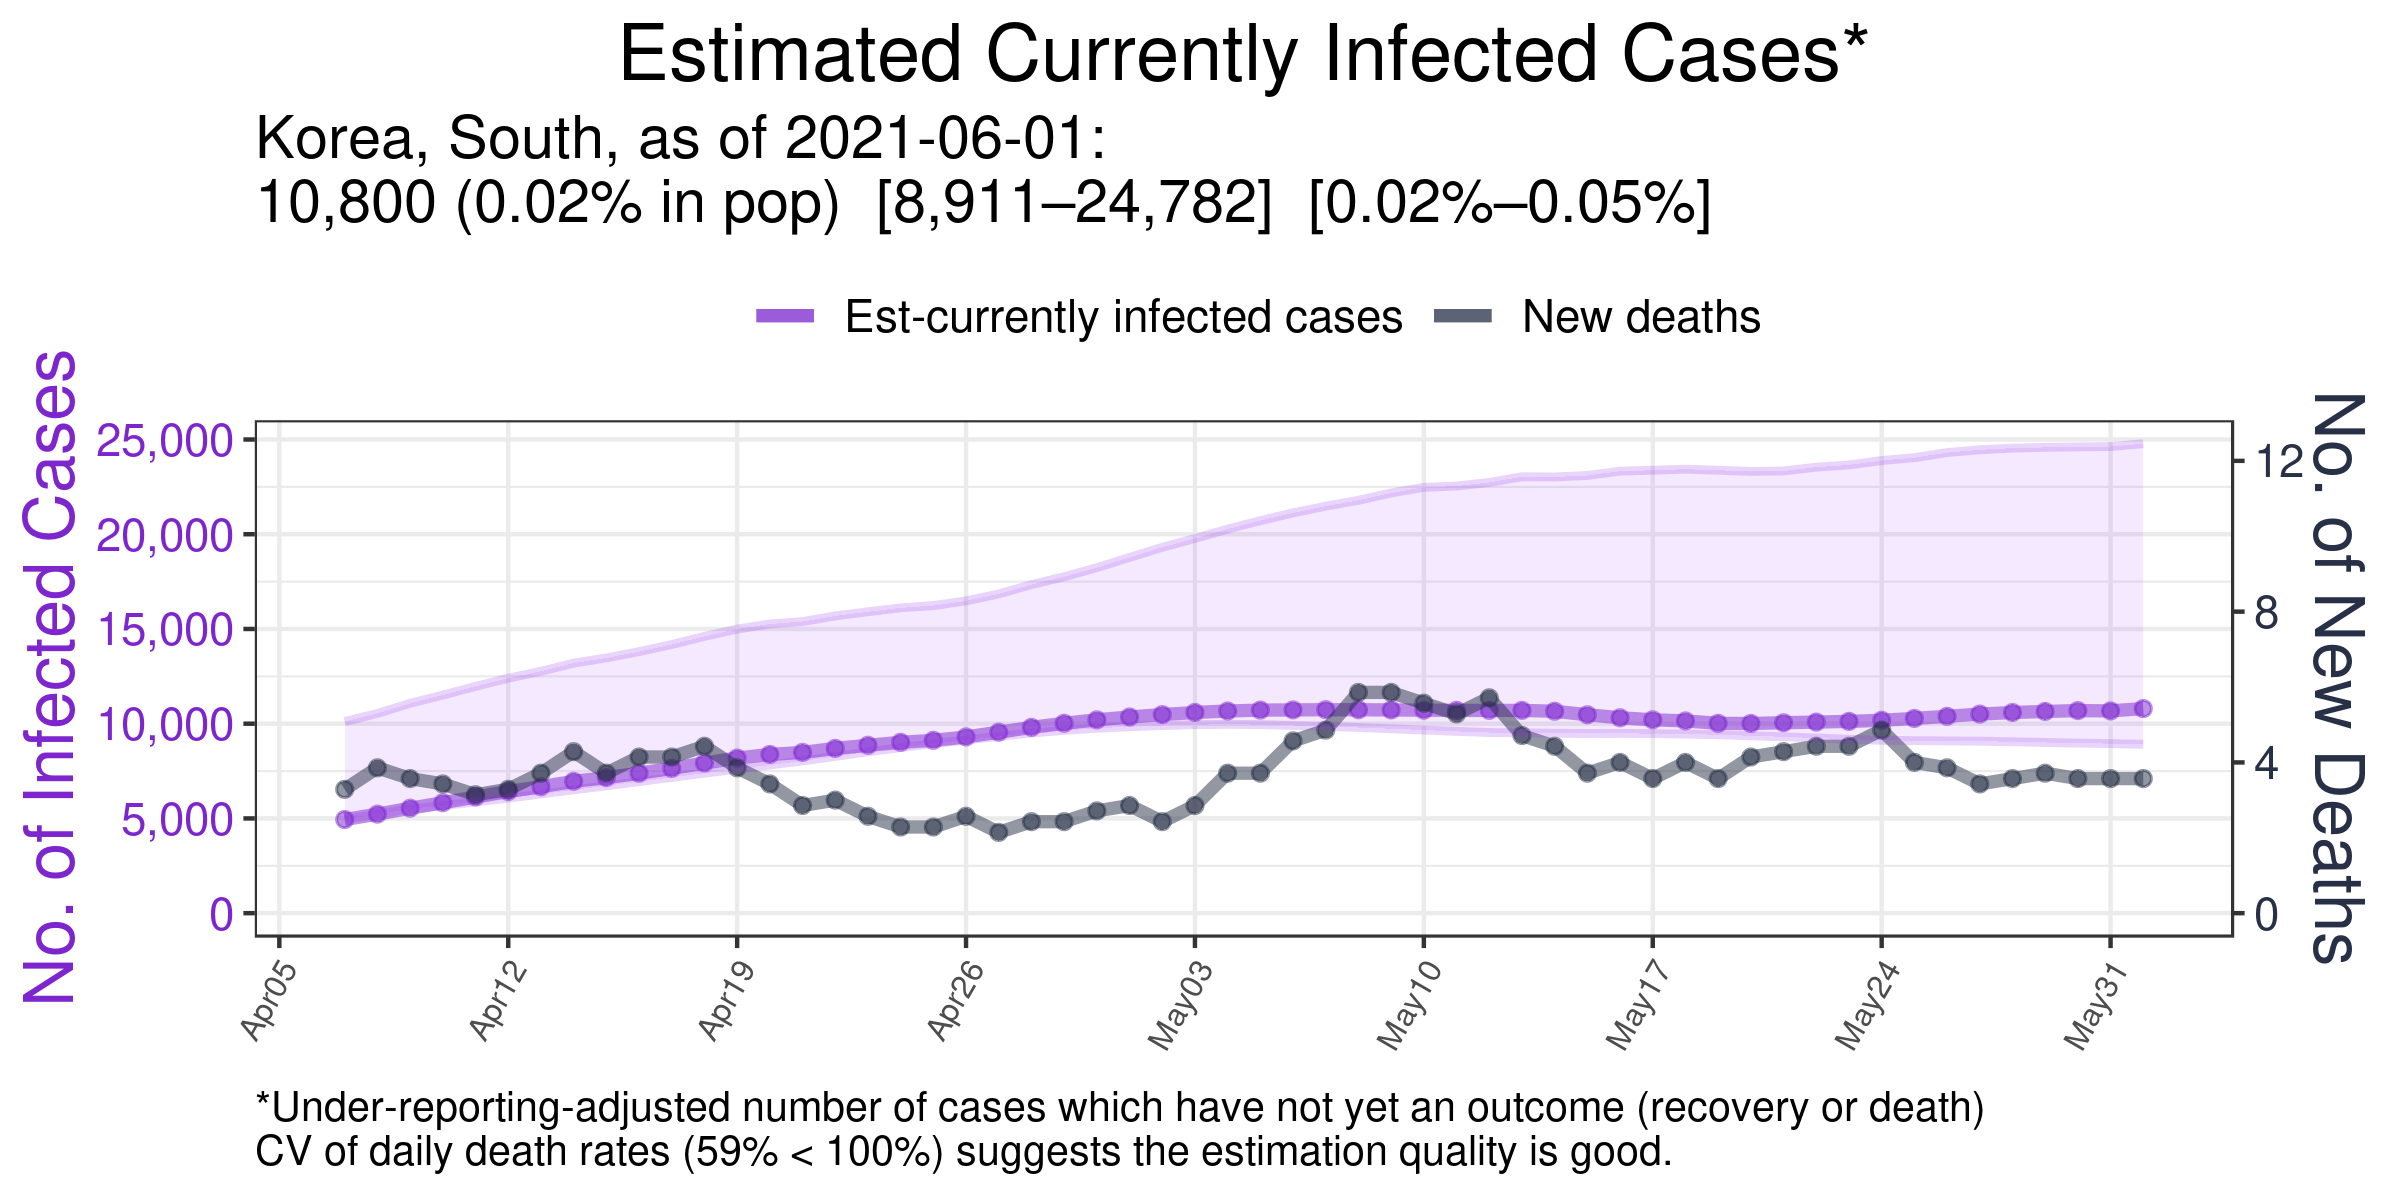 Estimated Currently Infected Cases*
Korea, South, as of 2021-06-01:
10,800 (0.02% in pop)  [8,911–24,782]  [0.02%–0.05%]
Est-currently infected cases
New deaths
No. of Infected Cases
25,000
20,000
15,000
10,000
5,000
0
12
8
4
0
No. of New Deaths
Apr05
Apr12
Apr19
Apr26
May03
May10
May17
May24
May31
*Under-reporting-adjusted number of cases which have not yet an outcome (recovery or death)
CV of daily death rates (59% < 100%) suggests the estimation quality is good.